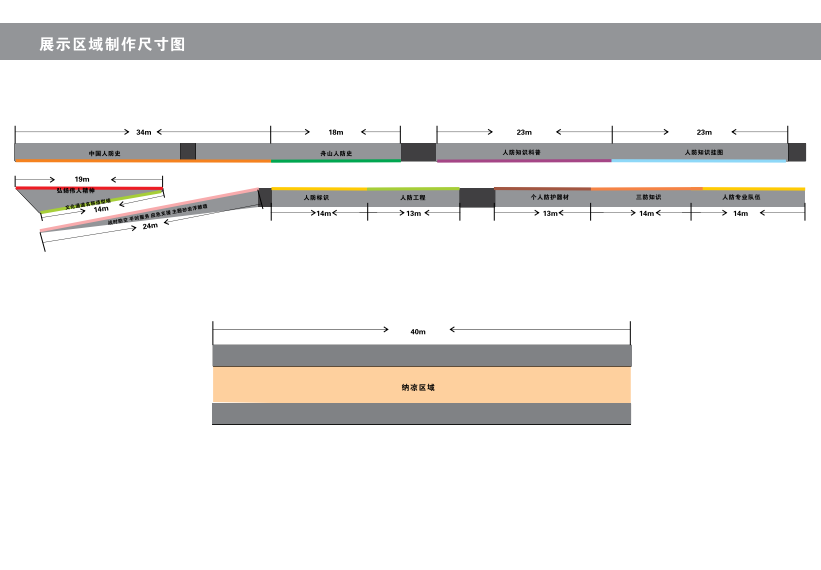 展示区域制作尺寸图
34m
18m
23m
23m
中国人防史
舟山人防史
人防知识科普
人防知识挂图
19m
弘扬伟人精神
14m
24m
人防标识
人防工程
个人防护器材
三防知识
人防专业队伍
14m
13m
13m
14m
14m
40m
纳凉区域